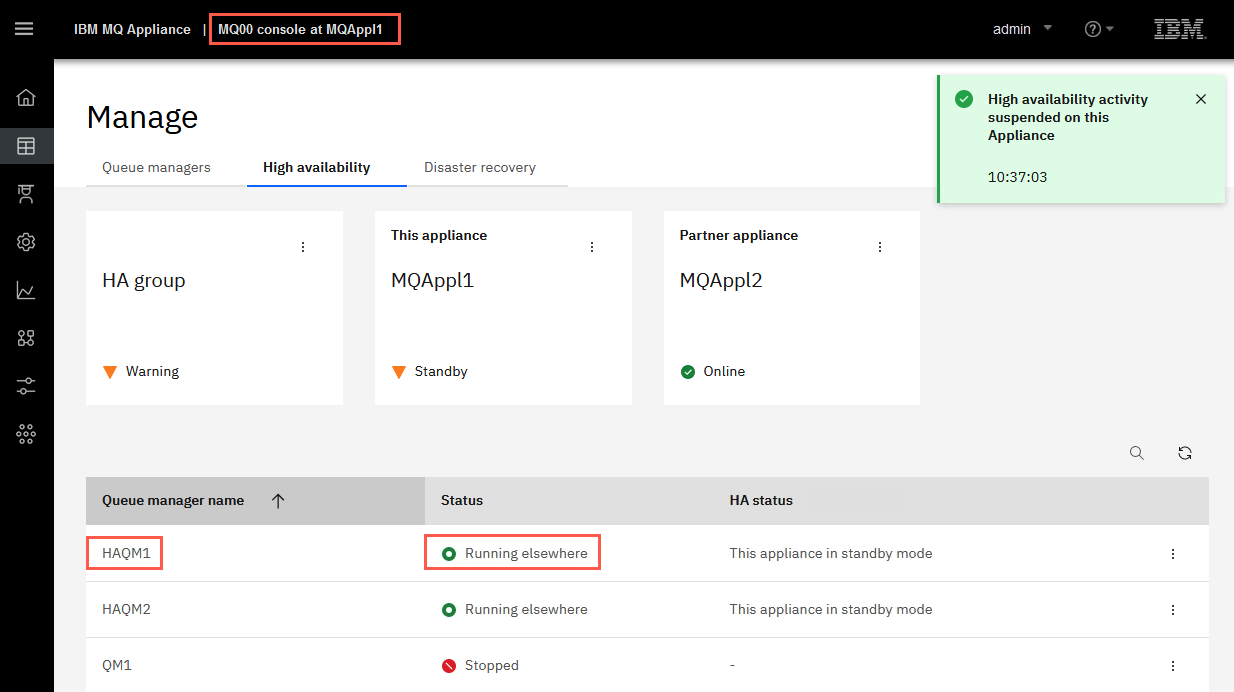 IBM MQ Appliance | MQ00 console at MQAppl1
admin
IBM
High availability activity
suspended on this
Appliance
10:37:03
Manage
Queue managers High availability Disaster recovery
HA group
Warning
This appliance
MQAppl1
Standby
Partner appliance
MQAppl2
Online
Queue manager name Status HA status
HAQM1 Running elsewhere This appliance in standby mode
HAQM2 Running elsewhere This appliance in standby mode
QM1 Stopped -